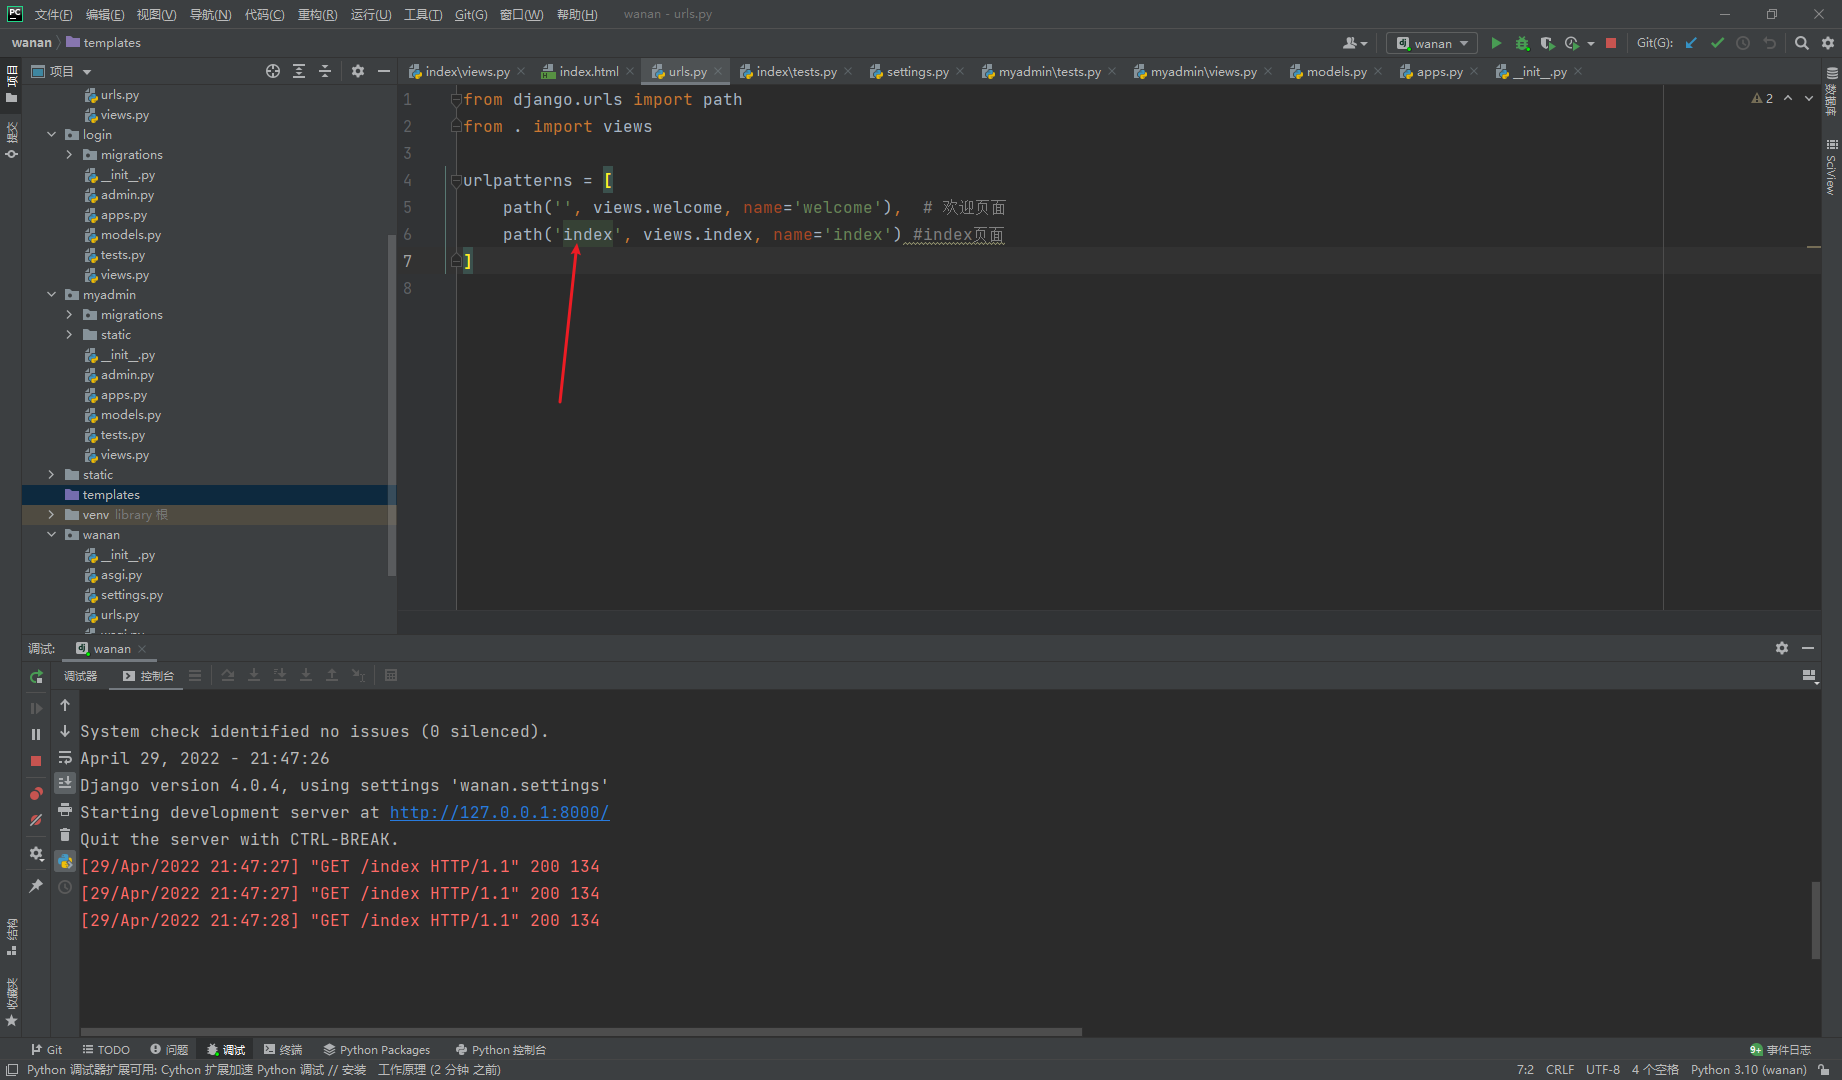 文件(F) 编辑(E) 视图(V) 导航(N) 代码(C) 重构(R) 运行(U) 工具(T) Git(G) 窗口(W) 帮助(H) wanan - urls.py
wanan templates wanan Git(G):
项目 index\views.py index.html urls.py index\tests.py settings.py myadmin\tests.py myadmin\views.py models.py apps.py __init__.py
项目
提交
结构
收藏夹
数据库
SciView
urls.py
views.py
login
migrations
__init__.py
admin.py
apps.py
models.py
tests.py
views.py
myadmin
migrations
static
__init__.py
admin.py
apps.py
models.py
tests.py
views.py
static
templates
venv library 根
wanan
__init__.py
asgi.py
settings.py
urls.py
1 from django.urls import path
2 from . import views
3
4 urlpatterns = [
5 path('', views.welcome, name='welcome'), # 欢迎页面
6 path('index', views.index, name='index') #index页面
7 ]
8
2
调试: wanan
调试器 控制台
System check identified no issues (0 silenced).
April 29, 2022 - 21:47:26
Django version 4.0.4, using settings 'wanan.settings'
Starting development server at http://127.0.0.1:8000/
Quit the server with CTRL-BREAK.
[29/Apr/2022 21:47:27] "GET /index HTTP/1.1" 200 134
[29/Apr/2022 21:47:27] "GET /index HTTP/1.1" 200 134
[29/Apr/2022 21:47:28] "GET /index HTTP/1.1" 200 134
Git TODO 问题 调试 终端 Python Packages Python 控制台 9+ 事件日志
Python 调试器扩展可用: Cython 扩展加速 Python 调试 // 安装 工作原理 (2 分钟 之前) 7:2 CRLF UTF-8 4 个空格 Python 3.10 (wanan)